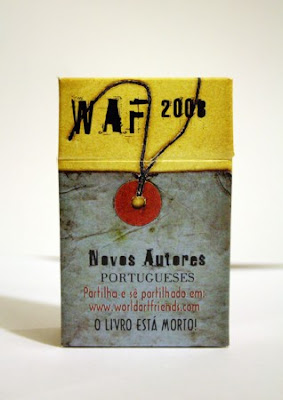 WAF 2008
Novos Autores
PORTUGUESES
Partilha e sê partilhado em:
www.worldartfriends.com
O LIVRO ESTÁ MORTO!